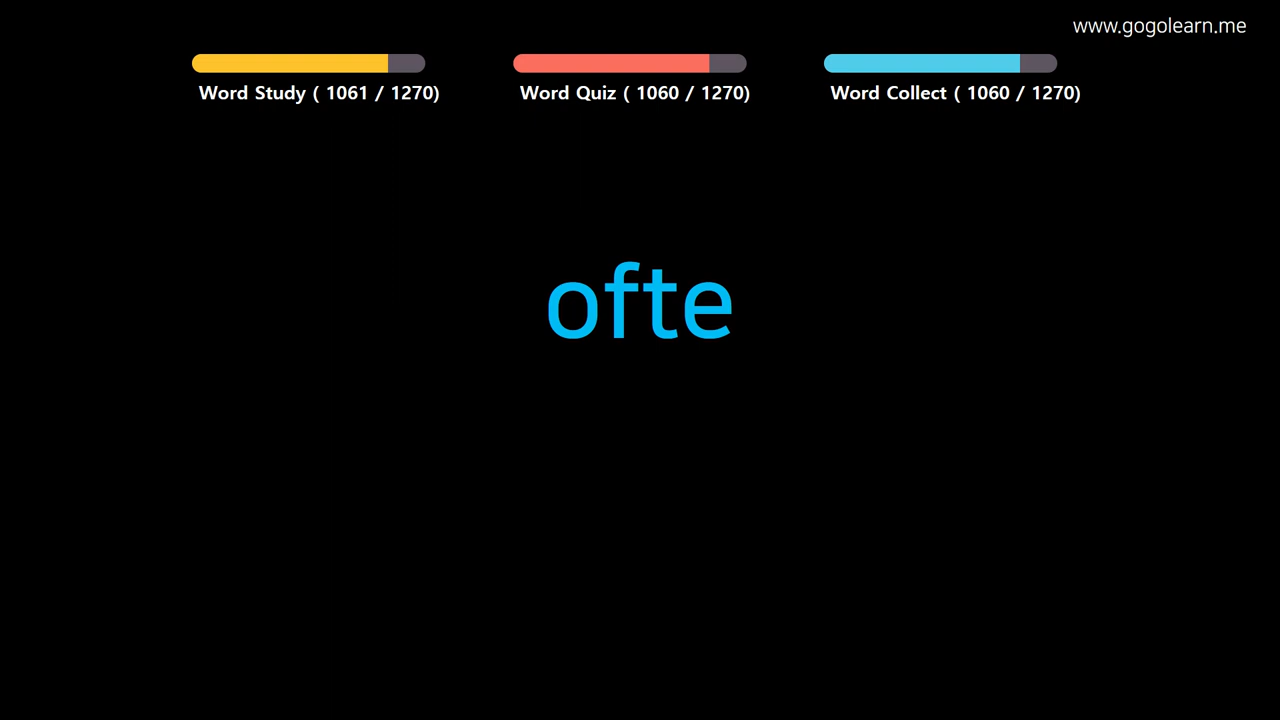 www.gogolearn.me
Word Study ( 1061 / 1270)
Word Quiz ( 1060 / 1270)
Word Collect ( 1060 / 1270)
ofte